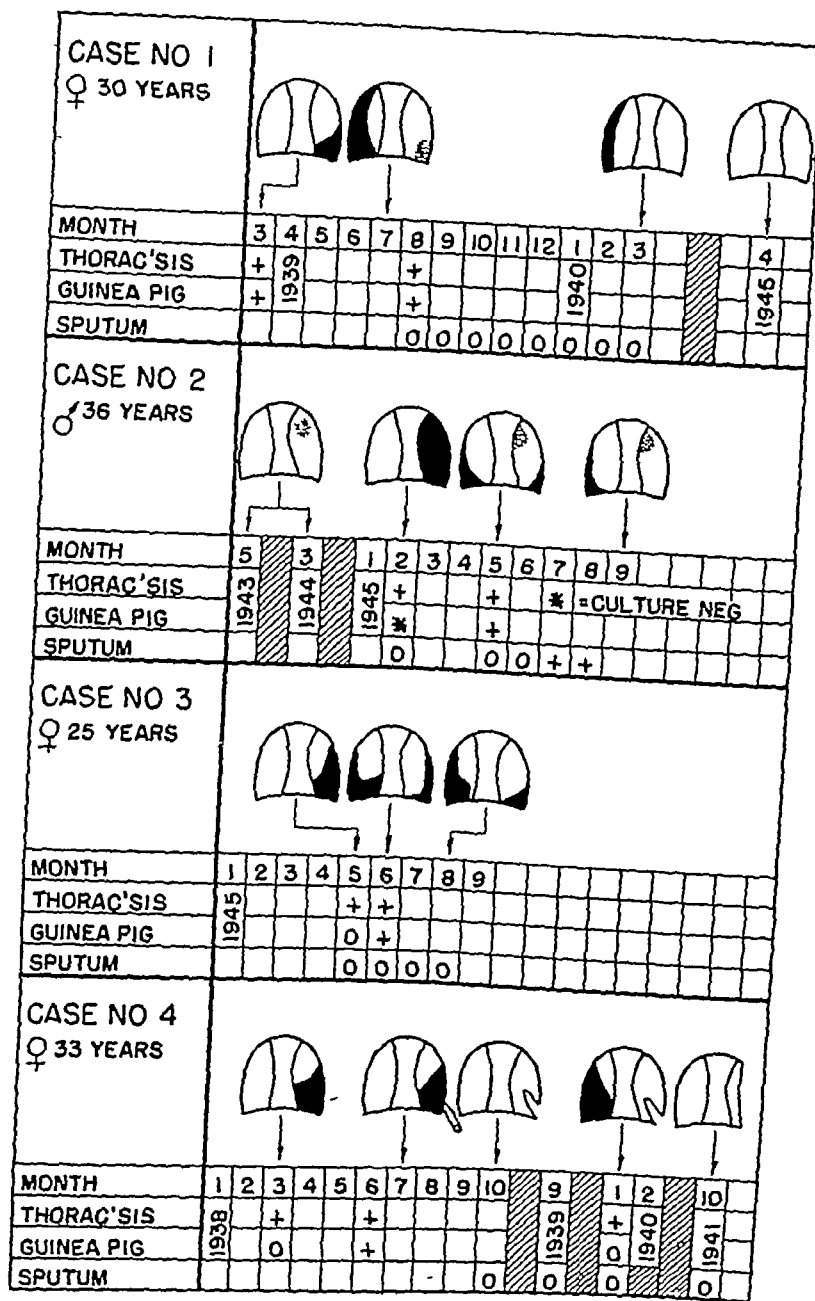 CASE NO 1
♀ 30 YEARS
MONTH 3 4 5 6 7 8 9 10 11 12 1 2 3 4
THORAC'SIS + 1939 + 1940 1945
GUINEA PIG + +
SPUTUM 0 0 0 0 0 0 0 0
CASE NO 2
♂ 36 YEARS
MONTH 5 3 1 2 3 4 5 6 7 8 9
THORAC'SIS 1943 1944 1945 + + * =CULTURE NEG
GUINEA PIG * +
SPUTUM 0 0 0 + +
CASE NO 3
♀ 25 YEARS
MONTH 1 2 3 4 5 6 7 8 9
THORAC'SIS 1945 + +
GUINEA PIG 0 +
SPUTUM 0 0 0 0
CASE NO 4
♀ 33 YEARS
MONTH 1 2 3 4 5 6 7 8 9 10 9 1 2 10
THORAC'SIS 1938 + + 1939 + 1940 1941
GUINEA PIG 0 + 0
SPUTUM 0 0 0 0